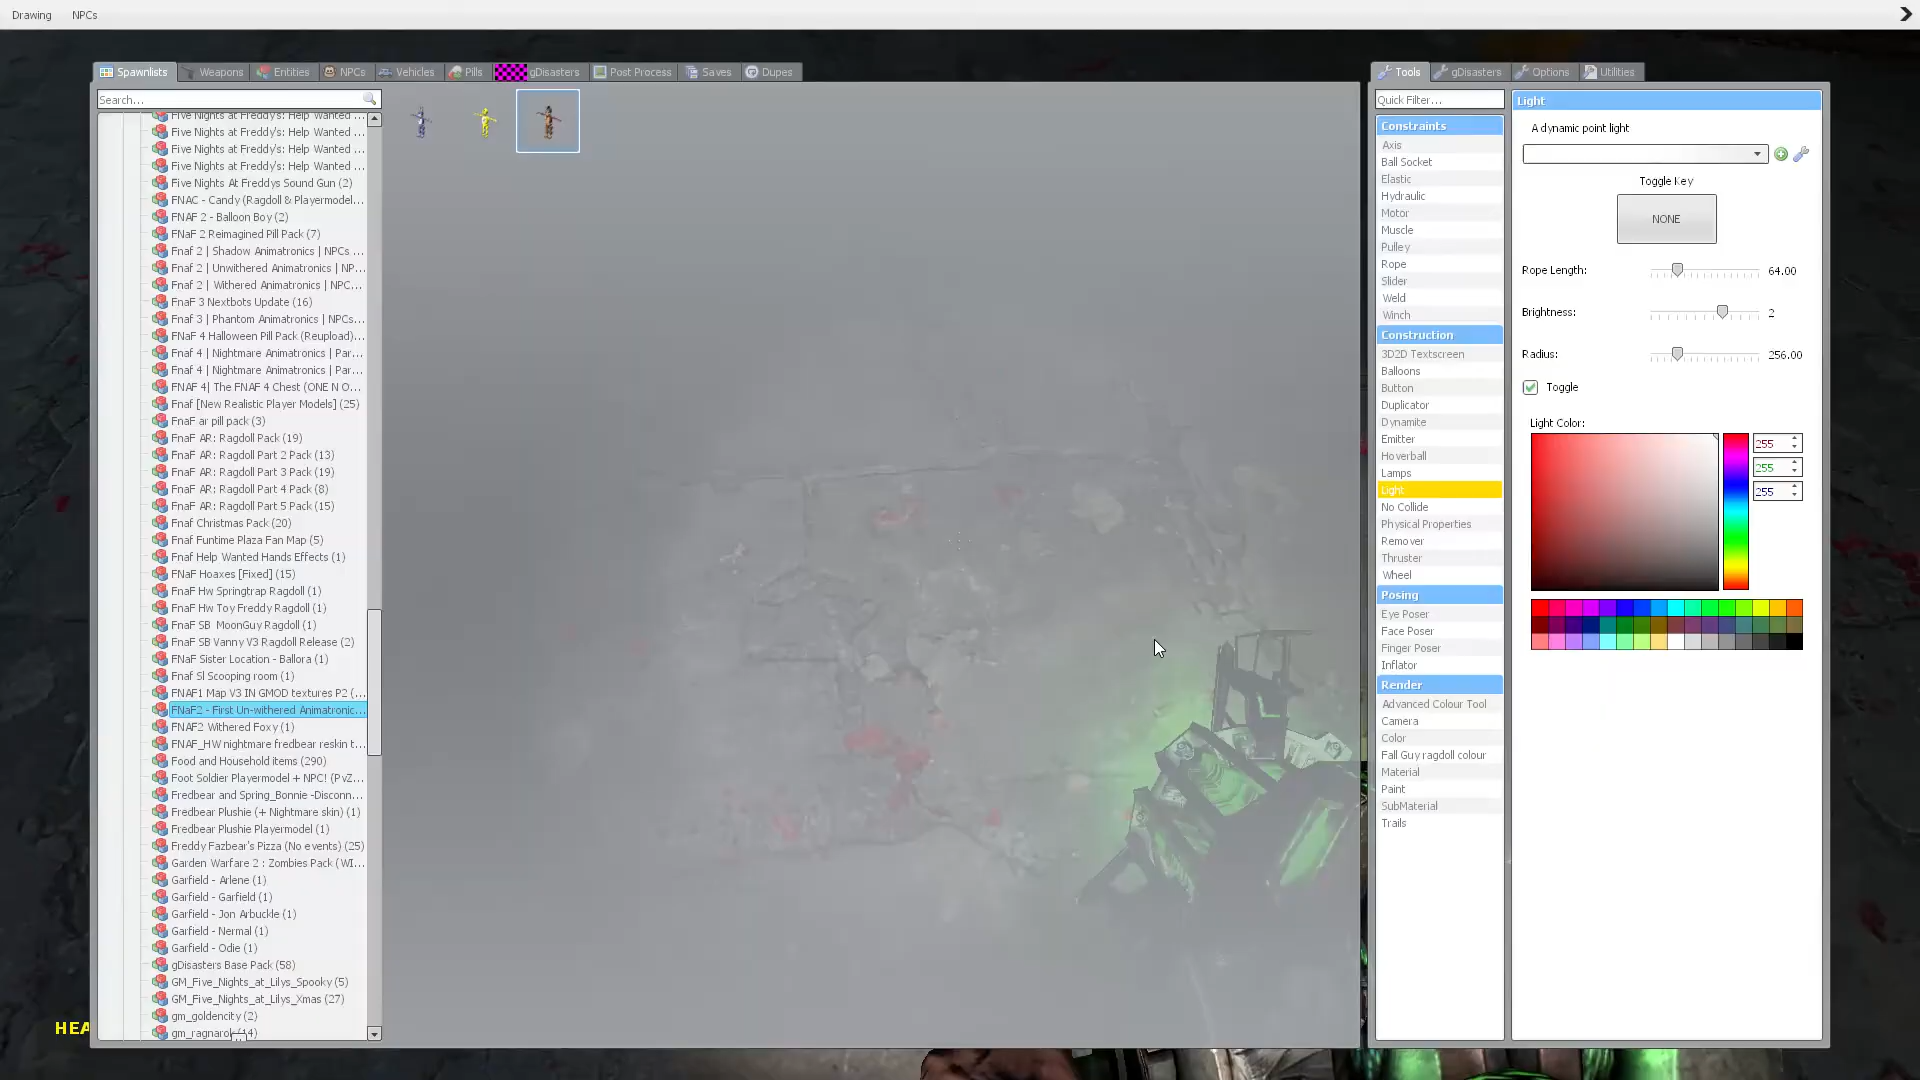 Drawing NPCs
Spawnlists Weapons Entities NPCs Vehicles Pills gDisasters Post Process Saves Dupes
Search...
Five Nights at Freddy's: Help Wanted ...
Five Nights at Freddy's: Help Wanted ...
Five Nights at Freddy's: Help Wanted ...
Five Nights at Freddy's: Help Wanted ...
Five Nights At Freddys Sound Gun (2)
FNAC - Candy (Ragdoll & Playermodel...
FNAF 2 - Balloon Boy (2)
FNaF 2 Reimagined Pill Pack (7)
Fnaf 2 | Shadow Animatronics | NPCs ...
Fnaf 2 | Unwithered Animatronics | NP...
Fnaf 2 | Withered Animatronics | NPC...
FnaF 3 Nextbots Update (16)
Fnaf 3 | Phantom Animatronics | NPCs...
FNaF 4 Halloween Pill Pack (Reupload)...
Fnaf 4 | Nightmare Animatronics | Par...
Fnaf 4 | Nightmare Animatronics | Par...
FNAF 4| The FNAF 4 Chest (ONE N O...
Fnaf [New Realistic Player Models] (25)
FnaF ar pill pack (3)
FnaF AR: Ragdoll Pack (19)
FnaF AR: Ragdoll Part 2 Pack (13)
FnaF AR: Ragdoll Part 3 Pack (19)
FnaF AR: Ragdoll Part 4 Pack (8)
FnaF AR: Ragdoll Part 5 Pack (15)
Fnaf Christmas Pack (20)
Fnaf Funtime Plaza Fan Map (5)
Fnaf Help Wanted Hands Effects (1)
FNaF Hoaxes [Fixed] (15)
FnaF Hw Springtrap Ragdoll (1)
FnaF Hw Toy Freddy Ragdoll (1)
FnaF SB MoonGuy Ragdoll (1)
FnaF SB Vanny V3 Ragdoll Release (2)
FNaF Sister Location - Ballora (1)
Fnaf Sl Scooping room (1)
FNAF1 Map V3 IN GMOD textures P2 (...
FNaF2 - First Un-withered Animatronic...
FNAF2 Withered Foxy (1)
FNAF_HW nightmare fredbear reskin t...
Food and Household items (290)
Foot Soldier Playermodel + NPC! (PvZ...
Fredbear and Spring_Bonnie -Disconn...
Fredbear Plushie (+ Nightmare skin) (1)
Fredbear Plushie Playermodel (1)
Freddy Fazbear's Pizza (No events) (25)
Garden Warfare 2 : Zombies Pack (WI...
Garfield - Arlene (1)
Garfield - Garfield (1)
Garfield - Jon Arbuckle (1)
Garfield - Nermal (1)
Garfield - Odie (1)
gDisasters Base Pack (58)
GM_Five_Nights_at_Lilys_Spooky (5)
GM_Five_Nights_at_Lilys_Xmas (27)
gm_goldencity (2)
gm_ragnarok (14)
HEA
Tools gDisasters Options Utilities
Quick Filter...
Constraints
Axis
Ball Socket
Elastic
Hydraulic
Motor
Muscle
Pulley
Rope
Slider
Weld
Winch
Construction
3D2D Textscreen
Balloons
Button
Duplicator
Dynamite
Emitter
Hoverball
Lamps
Light
No Collide
Physical Properties
Remover
Thruster
Wheel
Posing
Eye Poser
Face Poser
Finger Poser
Inflator
Render
Advanced Colour Tool
Camera
Color
Fall Guy ragdoll colour
Material
Paint
SubMaterial
Trails
Light
A dynamic point light
Toggle Key
NONE
Rope Length: 64.00
Brightness: 2
Radius: 256.00
Toggle
Light Color:
255
255
255